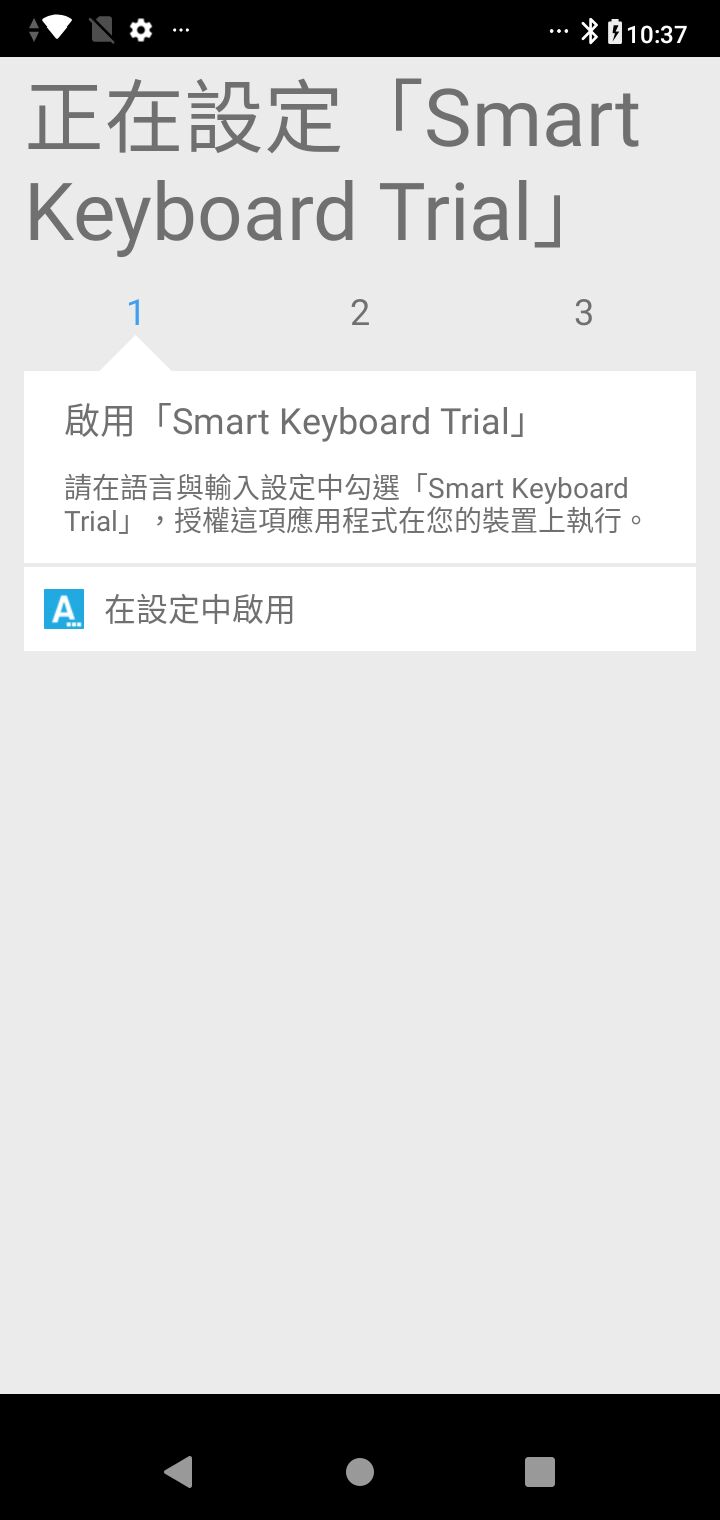 10:37
正在設定「Smart
Keyboard Trial」
1 2 3
啟用「Smart Keyboard Trial」
請在語言與輸入設定中勾選「Smart Keyboard
Trial」，授權這項應用程式在您的裝置上執行。
A... 在設定中啟用